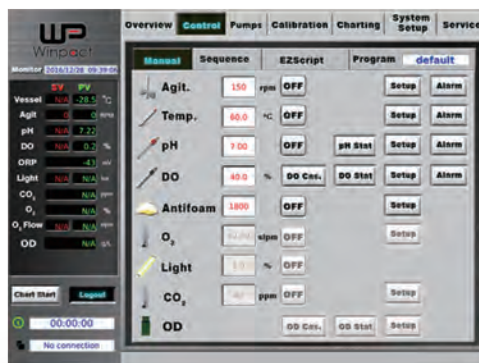 WP
Winpact
Monitor 2016/12/28 09:39:06
SV PV
Vessel N/A -28.5 °C
Agit 0 0 RPM
pH N/A 7.22
DO N/A 0.2 %
ORP -43 mV
Light N/A N/A
CO₂ N/A N/A PPM
O₂ N/A %
O₂ Flow N/A N/A
OD N/A
Chart Start Logout
00:00:00
No connection
Overview Control Pumps Calibration Charting System Setup Service
Manual Sequence EZScript Program default
Agit. 150 rpm OFF Setup Alarm
Temp. 60.0 °C OFF Setup Alarm
pH 7.00 OFF pH Stat Setup Alarm
DO 40.0 % DO Cas. DO Stat Setup Alarm
Antifoam 1800 OFF Setup
O₂ slpm OFF Setup
Light % OFF
CO₂ ppm OFF Setup
OD OD Cas. OD Stat Setup